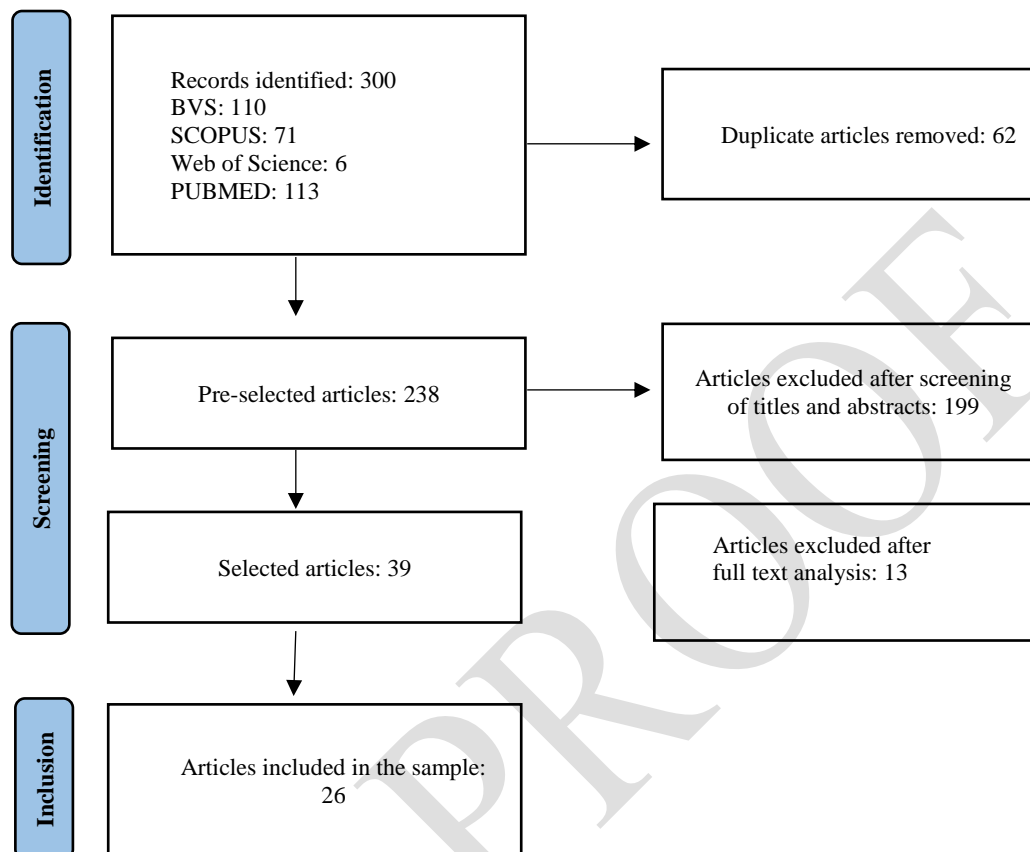 Identification
Records identified: 300
BVS: 110
SCOPUS: 71
Web of Science: 6
PUBMED: 113
Duplicate articles removed: 62
Screening
Pre-selected articles: 238
Articles excluded after screening
of titles and abstracts: 199
Selected articles: 39
Articles excluded after
full text analysis: 13
Inclusion
Articles included in the sample:
26
PROOF